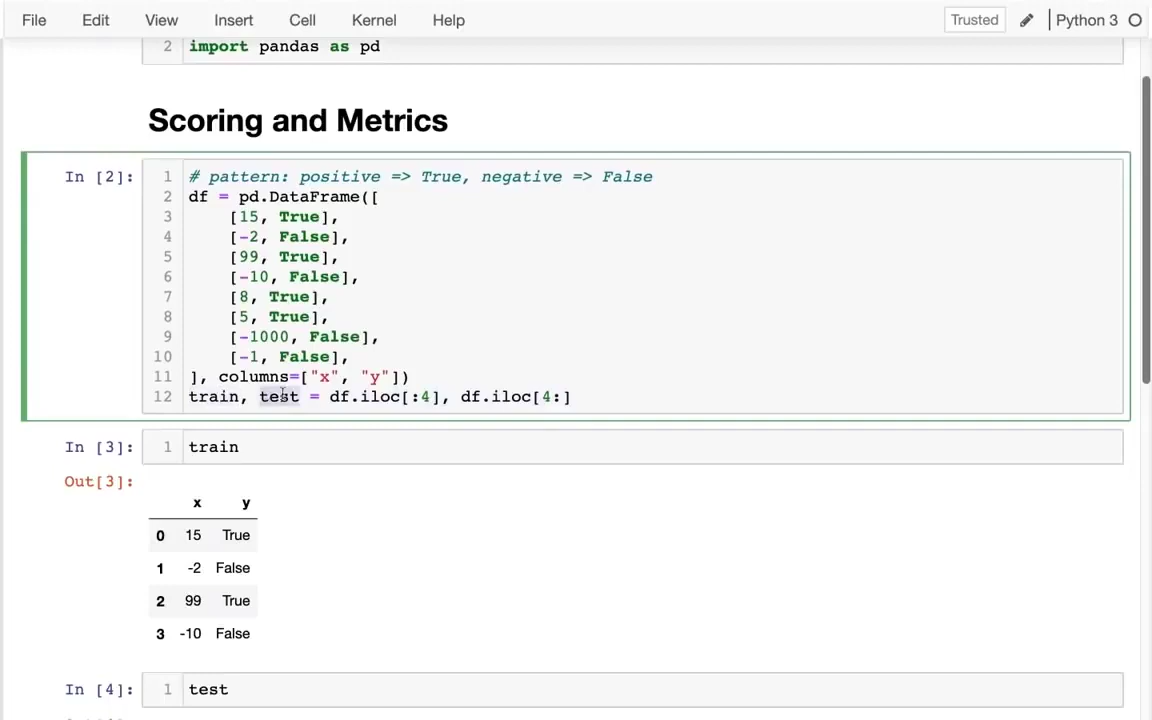 File Edit View Insert Cell Kernel Help Trusted Python 3
2 import pandas as pd
Scoring and Metrics
In [2]: 1 # pattern: positive => True, negative => False
2 df = pd.DataFrame([
3 [15, True],
4 [-2, False],
5 [99, True],
6 [-10, False],
7 [8, True],
8 [5, True],
9 [-1000, False],
10 [-1, False],
11 ], columns=["x", "y"])
12 train, test = df.iloc[:4], df.iloc[4:]
In [3]: 1 train
Out[3]:
x y
0 15 True
1 -2 False
2 99 True
3 -10 False
In [4]: 1 test